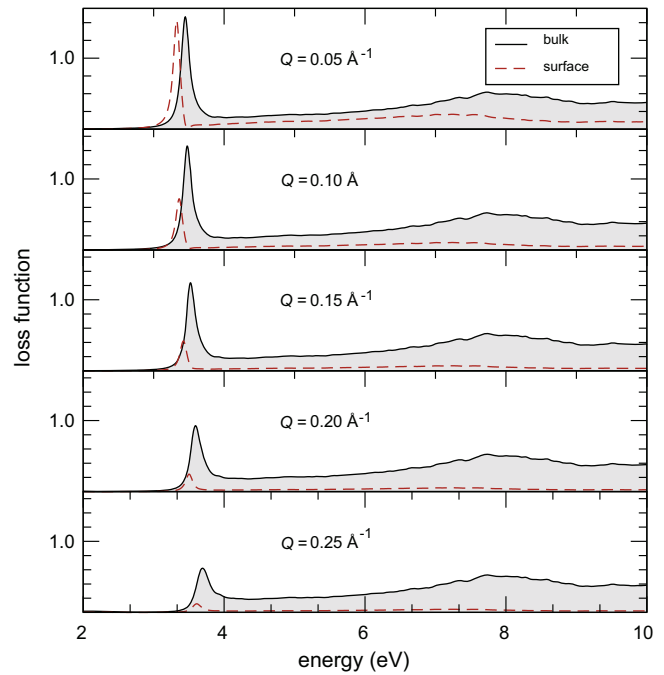 1.0
Q = 0.05 Å⁻¹
bulk
surface
1.0
Q = 0.10 Å
1.0
Q = 0.15 Å⁻¹
1.0
Q = 0.20 Å⁻¹
1.0
Q = 0.25 Å⁻¹
loss function
2 4 6 8 10
energy (eV)